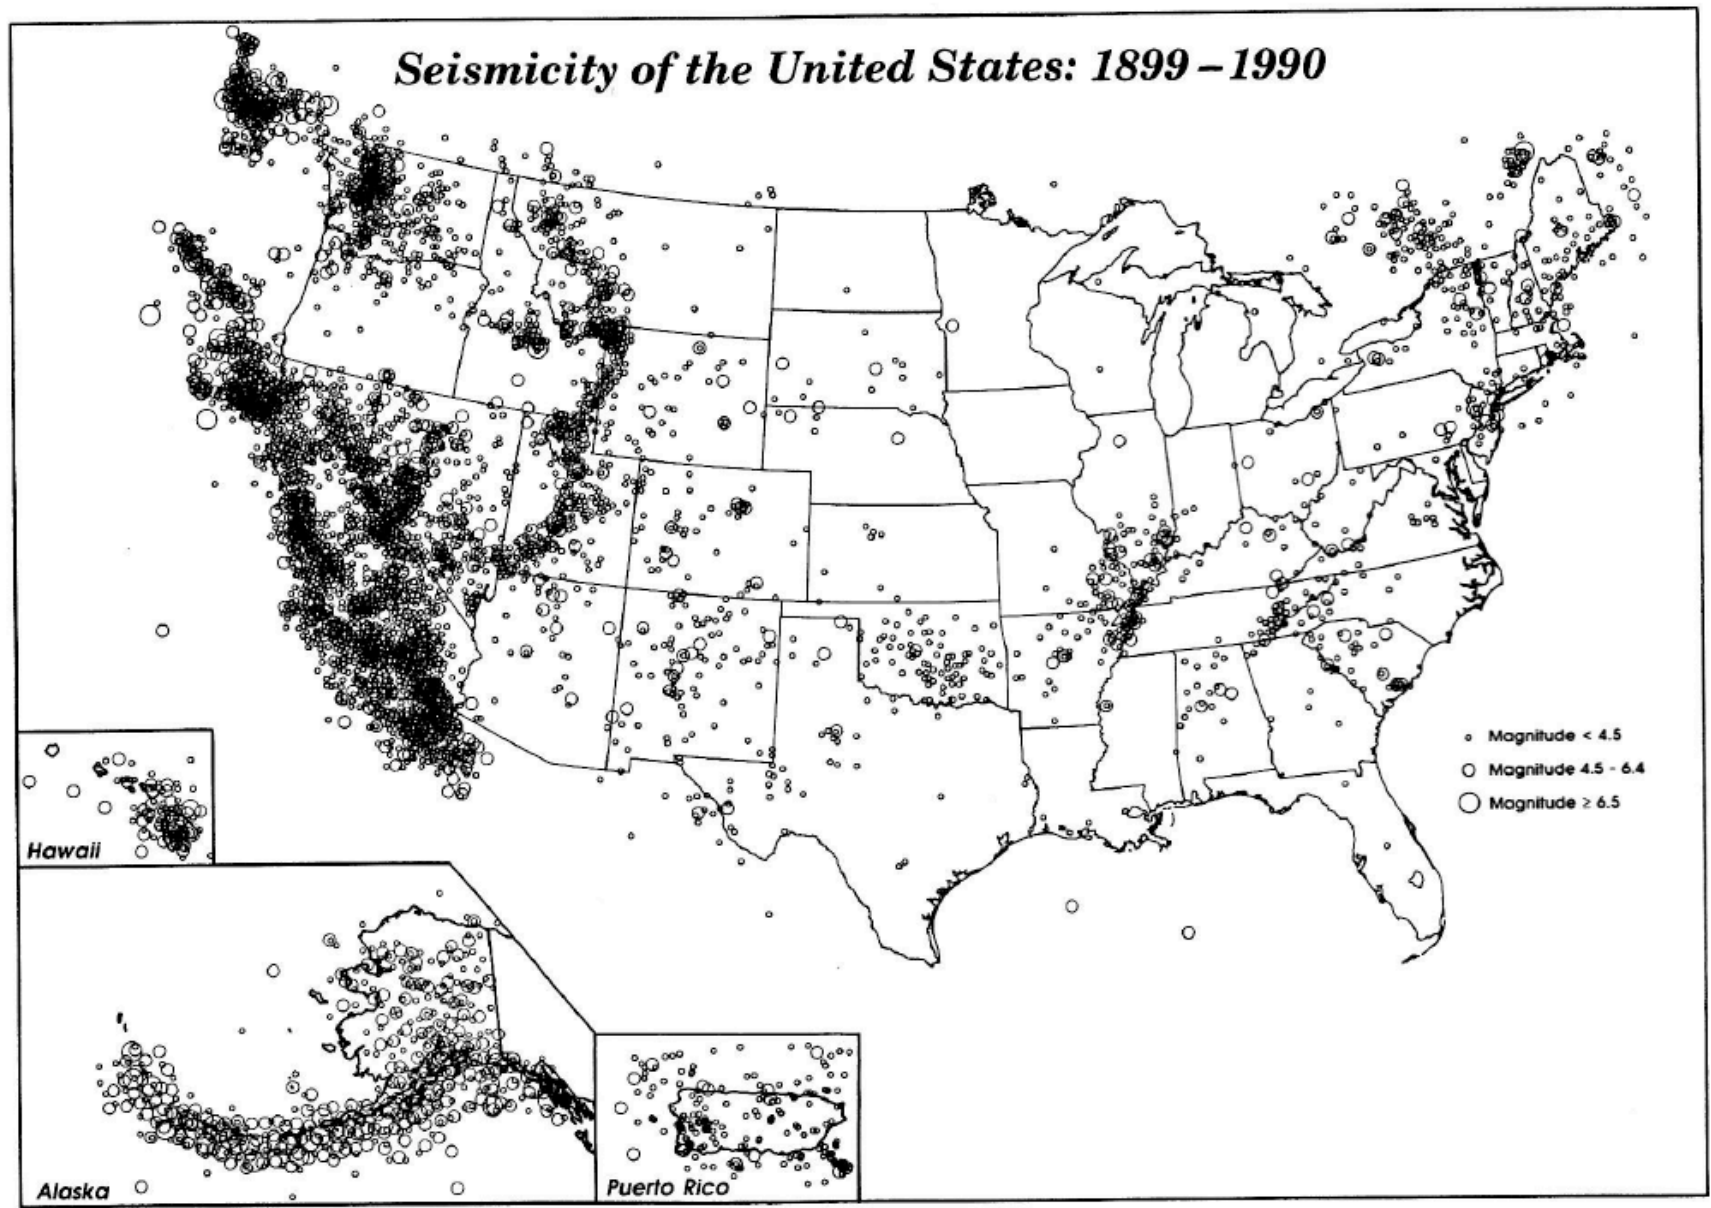 Seismicity of the United States: 1899–1990
Magnitude < 4.5
Magnitude 4.5 - 6.4
Magnitude ≥ 6.5
Hawaii
Alaska
Puerto Rico